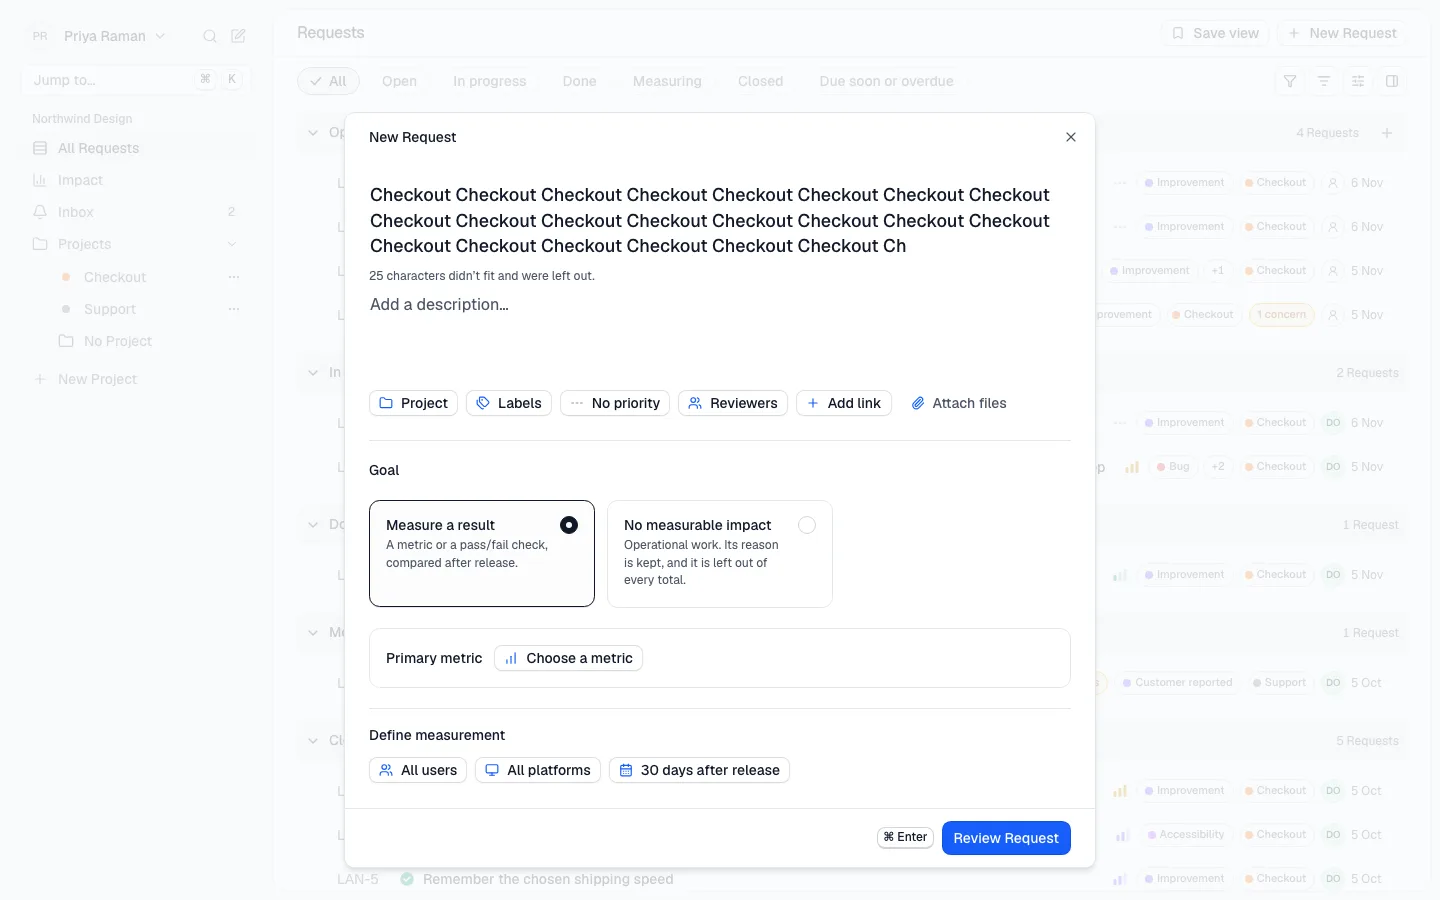 PR Priya Raman
Jump to... ⌘ K
Northwind Design
All Requests
Impact
Inbox 2
Projects
Checkout ...
Support ...
No Project
New Project
Requests
Save view
New Request
All
Open
In progress
Done
Measuring
Closed
Due soon or overdue
4 Requests
Improvement Checkout 6 Nov
Improvement Checkout 6 Nov
Improvement +1 Checkout 5 Nov
Checkout 1 concern 5 Nov
In
2 Requests
Improvement Checkout DO 6 Nov
Bug +2 Checkout DO 5 Nov
1 Request
Improvement Checkout DO 5 Nov
1 Request
Customer reported Support DO 5 Oct
5 Requests
Improvement Checkout DO 5 Oct
Accessibility Checkout DO 5 Oct
LAN-5 Remember the chosen shipping speed Improvement Checkout DO 5 Oct
New Request
Checkout Checkout Checkout Checkout Checkout Checkout Checkout Checkout
Checkout Checkout Checkout Checkout Checkout Checkout Checkout Checkout
Checkout Checkout Checkout Checkout Checkout Checkout Ch
25 characters didn’t fit and were left out.
Add a description...
Project
Labels
No priority
Reviewers
Add link
Attach files
Goal
Measure a result
A metric or a pass/fail check,
compared after release.
No measurable impact
Operational work. Its reason
is kept, and it is left out of
every total.
Primary metric
Choose a metric
Define measurement
All users
All platforms
30 days after release
⌘ Enter
Review Request